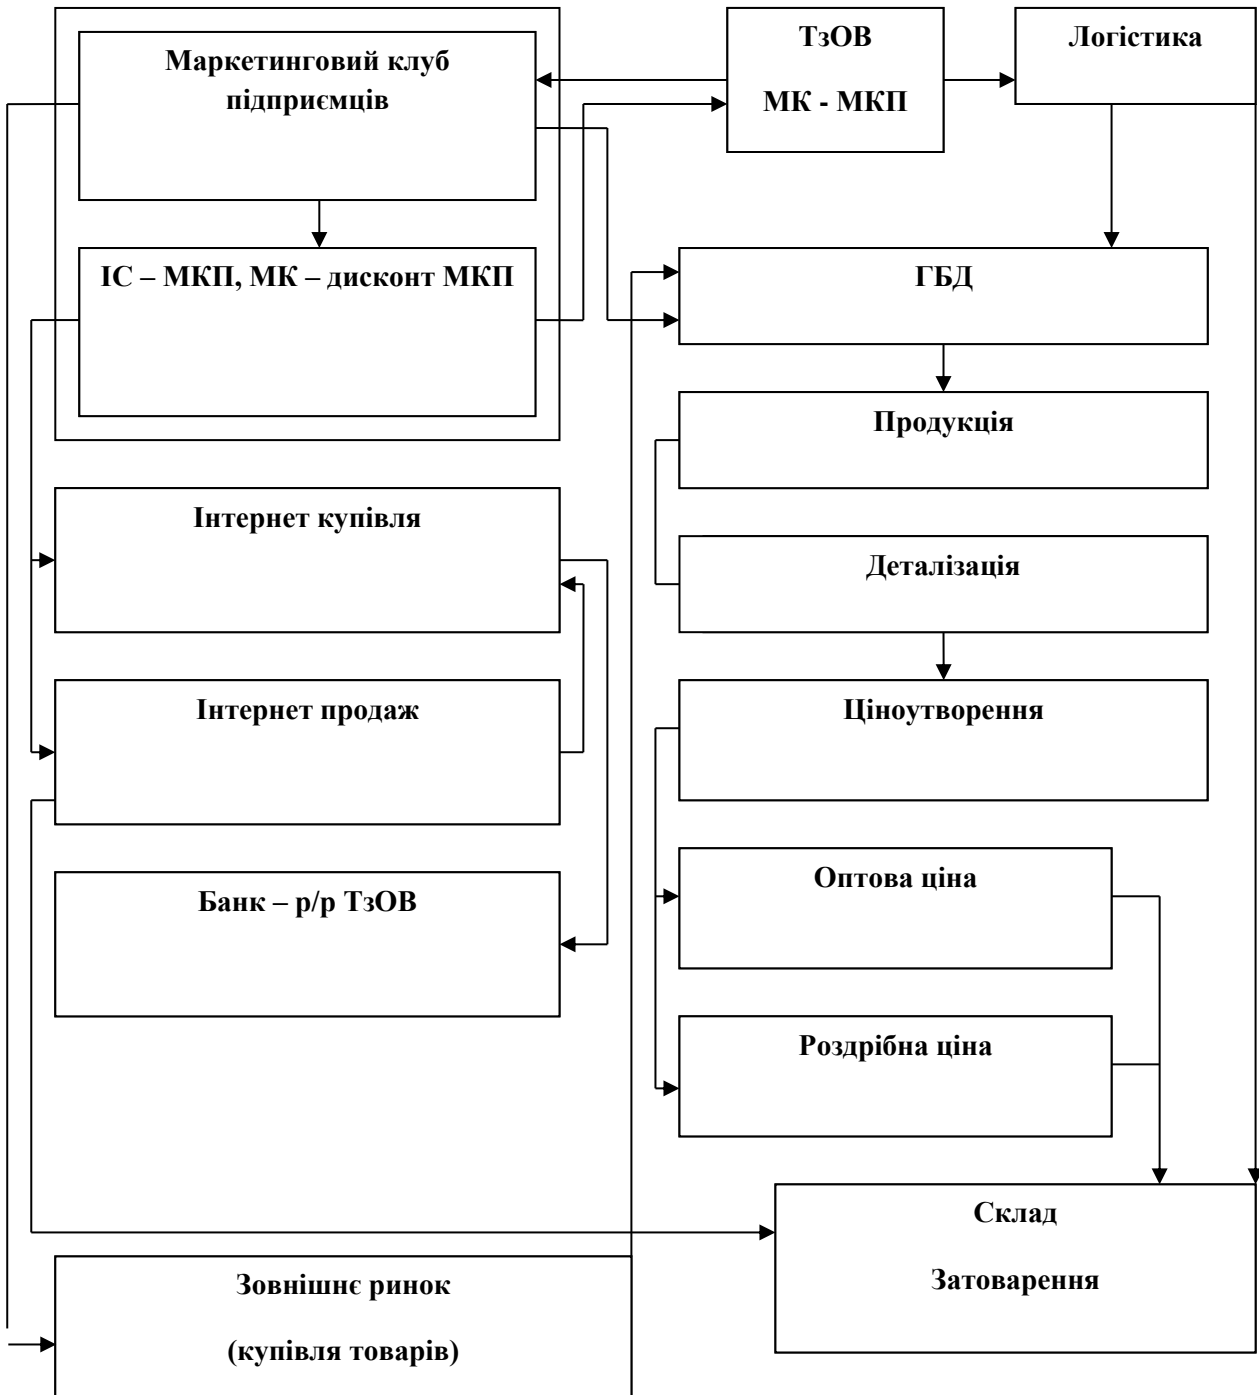 Маркетинговий клуб
підприємців
ТзОВ
МК - МКП
Логістика
ІС – МКП, МК – дисконт МКП
ГБД
Продукція
Інтернет купівля
Деталізація
Інтернет продаж
Ціноутворення
Банк – р/р ТзОВ
Оптова ціна
Роздрібна ціна
Склад
Затоварення
Зовнішнє ринок
(купівля товарів)